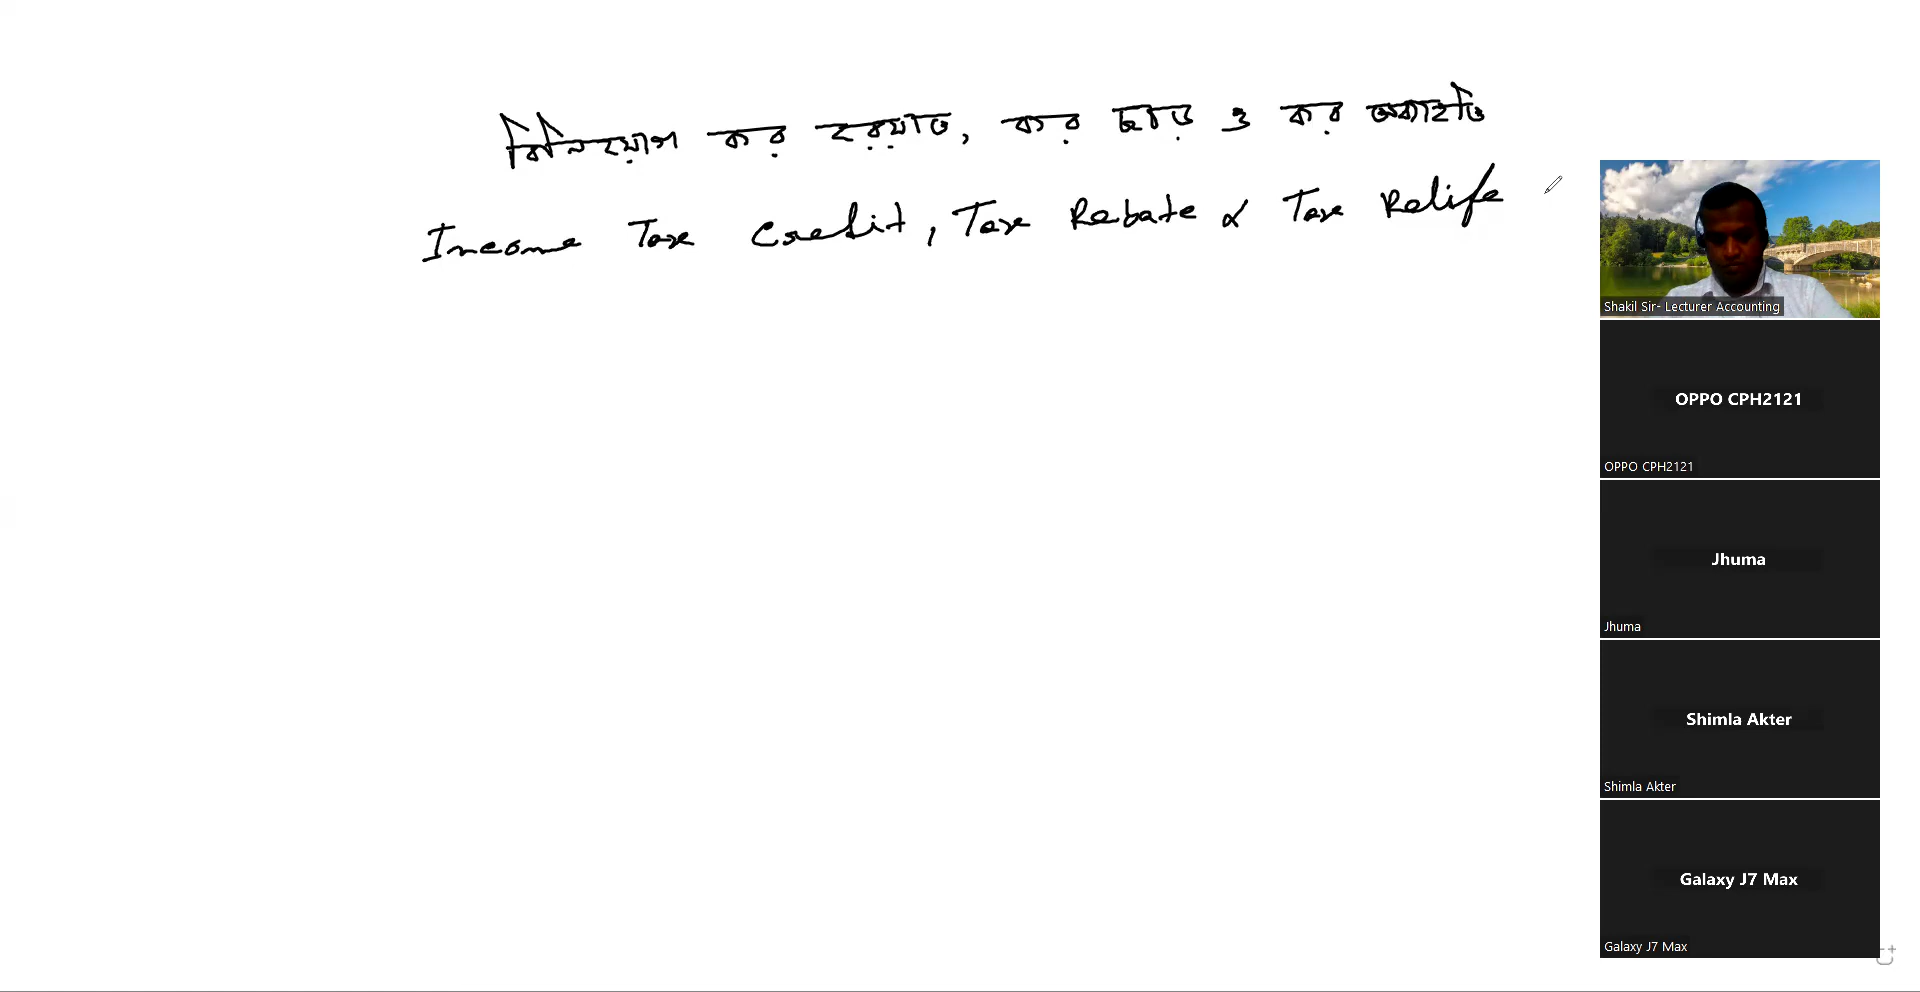 বিনিয়োগ কর রেয়াত, কর ছাড় ও কর অব্যাহতি
Income Tax Credit, Tax Rebate & Tax Relife
Shakil Sir- Lecturer Accounting
OPPO CPH2121
OPPO CPH2121
Jhuma
Jhuma
Shimla Akter
Shimla Akter
Galaxy J7 Max
Galaxy J7 Max